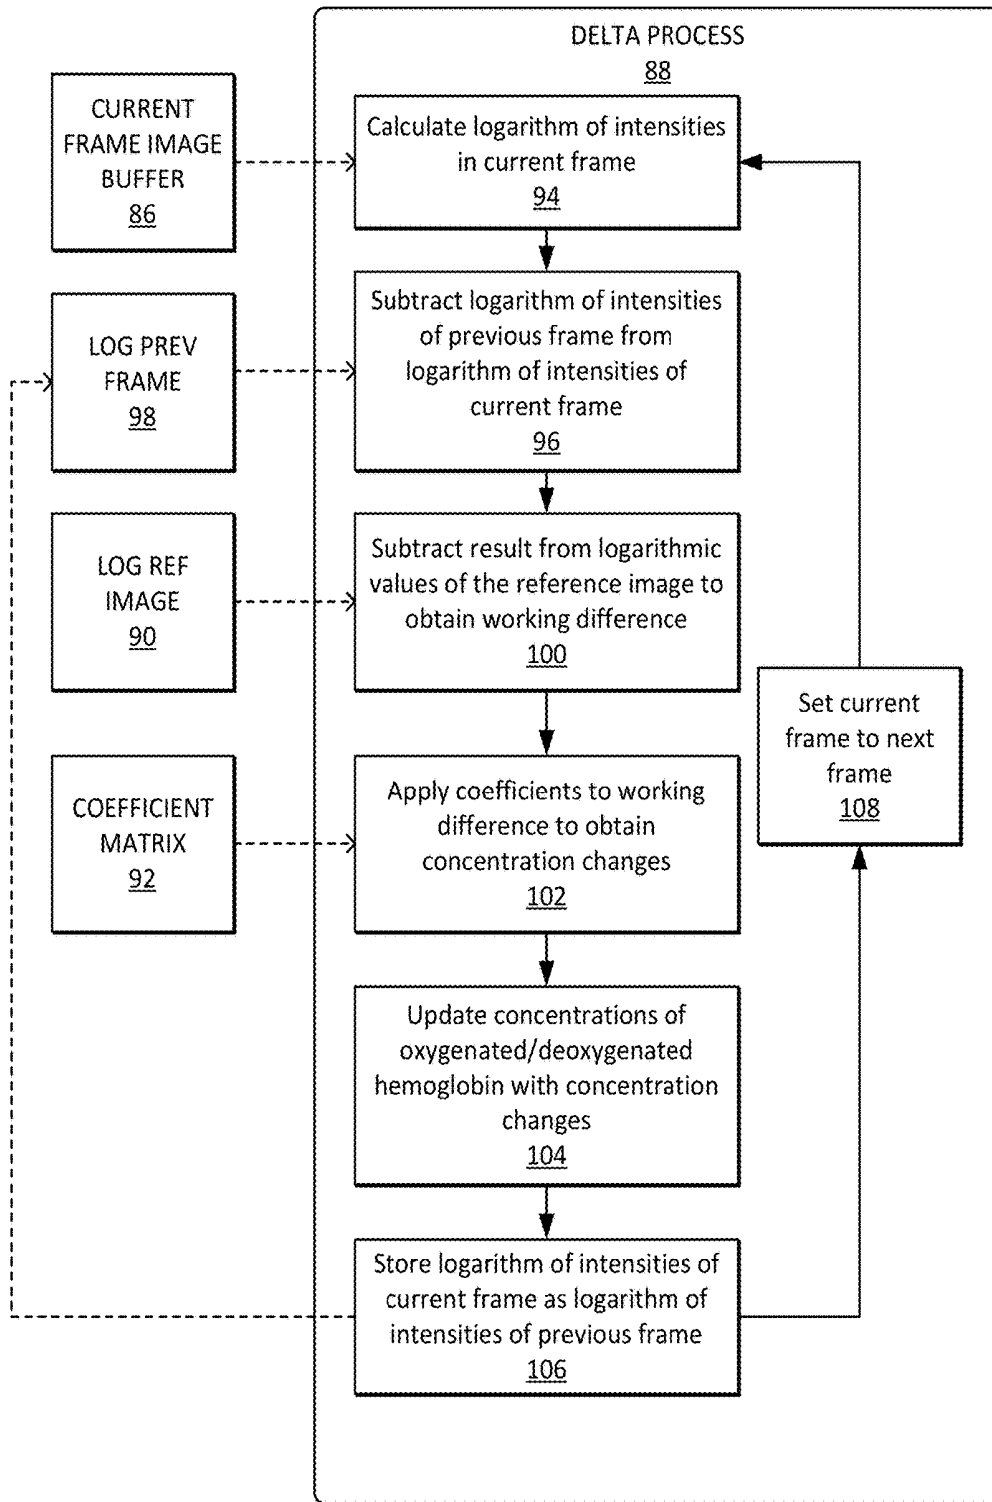 DELTA PROCESS
88
CURRENT
FRAME IMAGE
BUFFER
86
Calculate logarithm of intensities
in current frame
94
LOG PREV
FRAME
98
Subtract logarithm of intensities
of previous frame from
logarithm of intensities of
current frame
96
LOG REF
IMAGE
90
Subtract result from logarithmic
values of the reference image to
obtain working difference
100
Set current
frame to next
frame
108
COEFFICIENT
MATRIX
92
Apply coefficients to working
difference to obtain
concentration changes
102
Update concentrations of
oxygenated/deoxygenated
hemoglobin with concentration
changes
104
Store logarithm of intensities of
current frame as logarithm of
intensities of previous frame
106